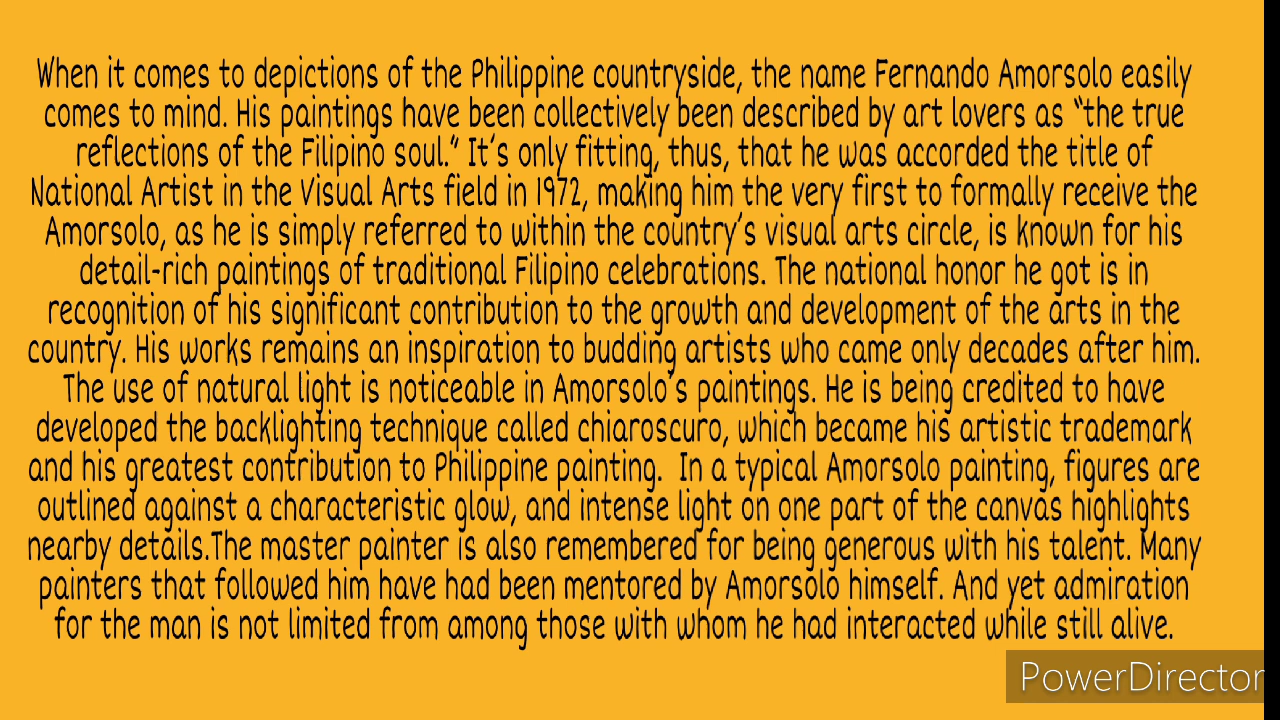 When it comes to depictions of the Philippine countryside, the name Fernando Amorsolo easily
comes to mind. His paintings have been collectively been described by art lovers as “the true
reflections of the Filipino soul.” It’s only fitting, thus, that he was accorded the title of
National Artist in the Visual Arts field in 1972, making him the very first to formally receive the
Amorsolo, as he is simply referred to within the country’s visual arts circle, is known for his
detail-rich paintings of traditional Filipino celebrations. The national honor he got is in
recognition of his significant contribution to the growth and development of the arts in the
country. His works remains an inspiration to budding artists who came only decades after him.
The use of natural light is noticeable in Amorsolo’s paintings. He is being credited to have
developed the backlighting technique called chiaroscuro, which became his artistic trademark
and his greatest contribution to Philippine painting.  In a typical Amorsolo painting, figures are
outlined against a characteristic glow, and intense light on one part of the canvas highlights
nearby details.The master painter is also remembered for being generous with his talent. Many
painters that followed him have had been mentored by Amorsolo himself. And yet admiration
for the man is not limited from among those with whom he had interacted while still alive.
PowerDirector